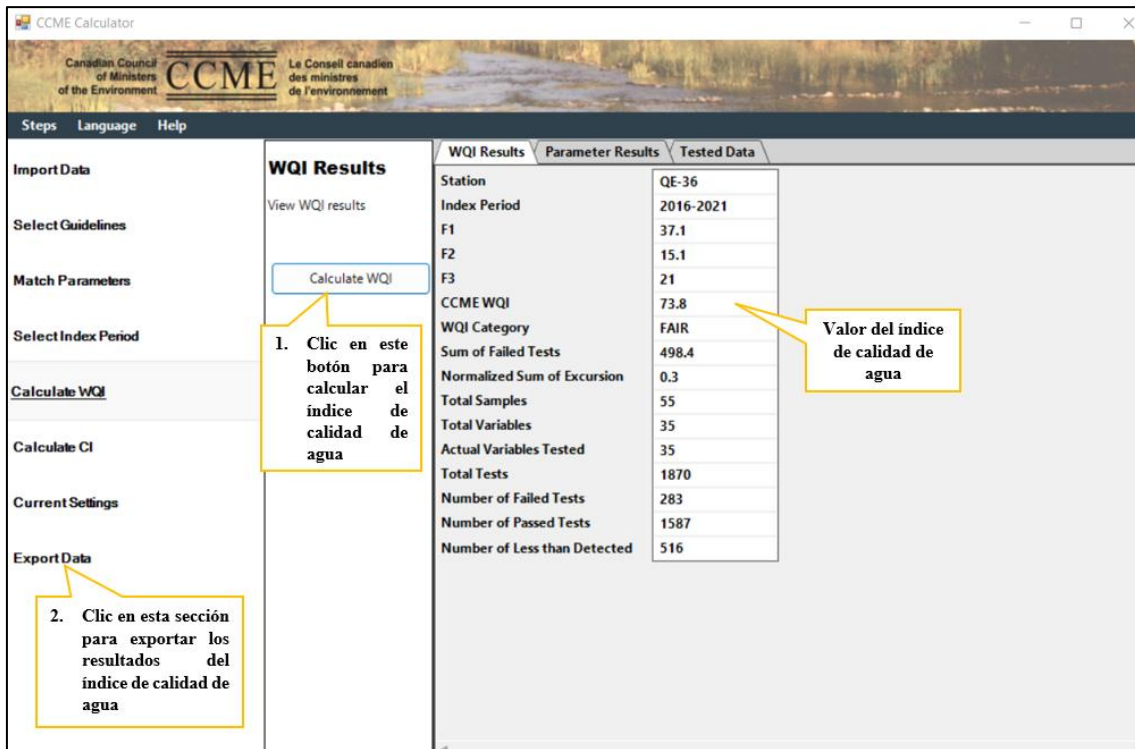 CCME Calculator
Canadian Council
of Ministers
of the Environment
CCME
Le Conseil canadien
des ministres
de l'environnement
Steps Language Help
Import Data
Select Guidelines
Match Parameters
Select Index Period
Calculate WQI
Calculate CI
Current Settings
Export Data
2. Clic en esta sección
para exportar los
resultados del
índice de calidad de
agua
WQI Results
View WQI results
Calculate WQI
1. Clic en este
botón para
calcular el
índice de
calidad de
agua
WQI Results Parameter Results Tested Data
Station QE-36
Index Period 2016-2021
F1 37.1
F2 15.1
F3 21
CCME WQI 73.8
WQI Category FAIR
Sum of Failed Tests 498.4
Normalized Sum of Excursion 0.3
Total Samples 55
Total Variables 35
Actual Variables Tested 35
Total Tests 1870
Number of Failed Tests 283
Number of Passed Tests 1587
Number of Less than Detected 516
Valor del índice
de calidad de
agua